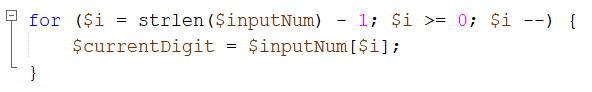 for ($i = strlen($inputNum) - 1; $i >= 0; $i --) {
    $currentDigit = $inputNum[$i];
}